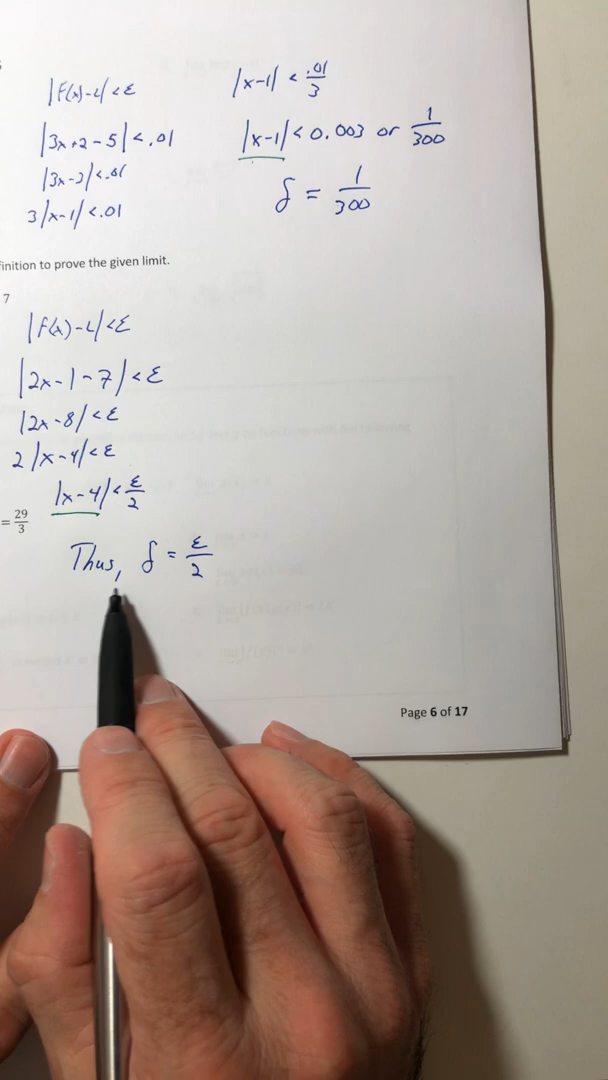 |F(x)-L|<ε
|3x+2-5|<.01
|3x-3|<.01
3|x-1|<.01
|x-1|<.01/3
|x-1|<0.003 or 1/300
δ = 1/300
finition to prove the given limit.
7
|F(x)-L|<ε
|2x-1-7|<ε
|2x-8|<ε
2|x-4|<ε
|x-4|<ε/2
= 29/3
Thus, δ = ε/2
Page 6 of 17